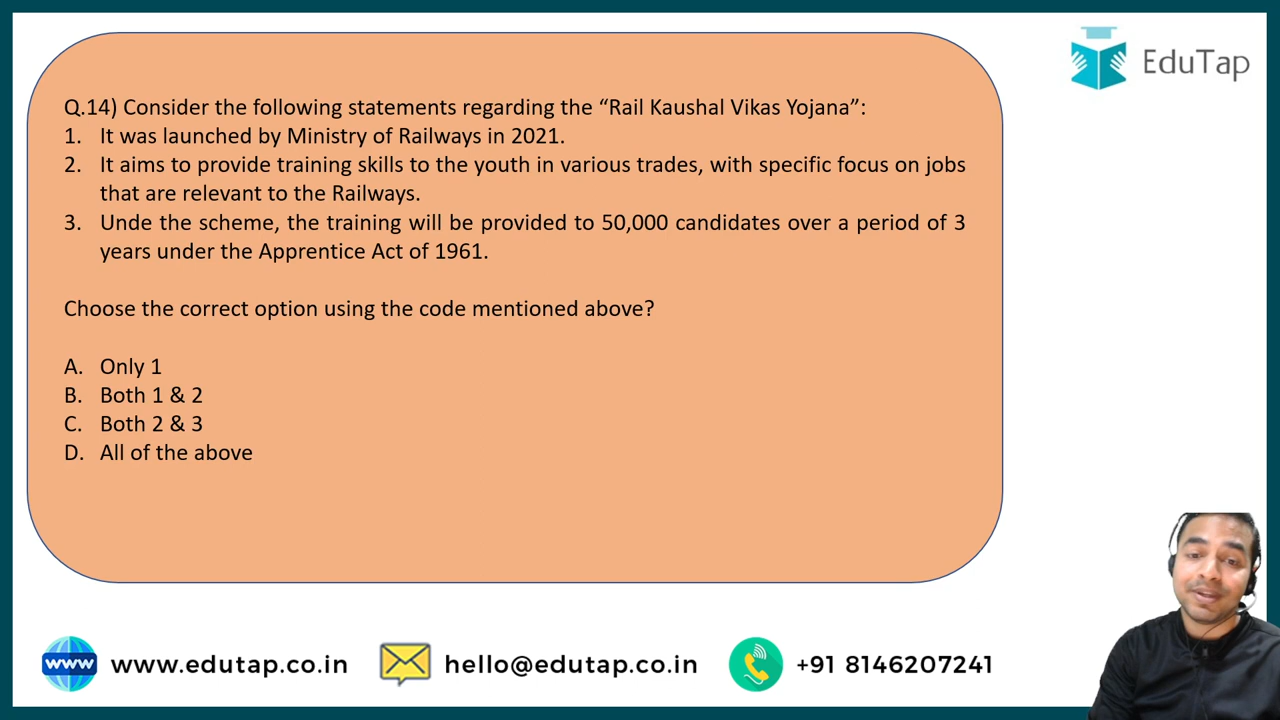 EduTap
Q.14) Consider the following statements regarding the “Rail Kaushal Vikas Yojana”:
1. It was launched by Ministry of Railways in 2021.
2. It aims to provide training skills to the youth in various trades, with specific focus on jobs
that are relevant to the Railways.
3. Unde the scheme, the training will be provided to 50,000 candidates over a period of 3
years under the Apprentice Act of 1961.
Choose the correct option using the code mentioned above?
A. Only 1
B. Both 1 & 2
C. Both 2 & 3
D. All of the above
www www.edutap.co.in hello@edutap.co.in +91 8146207241